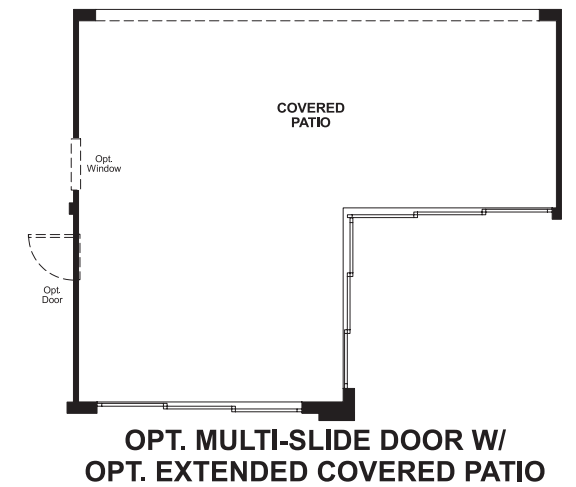 COVERED
PATIO
Opt.
Window
Opt.
Door
OPT. MULTI-SLIDE DOOR W/
OPT. EXTENDED COVERED PATIO